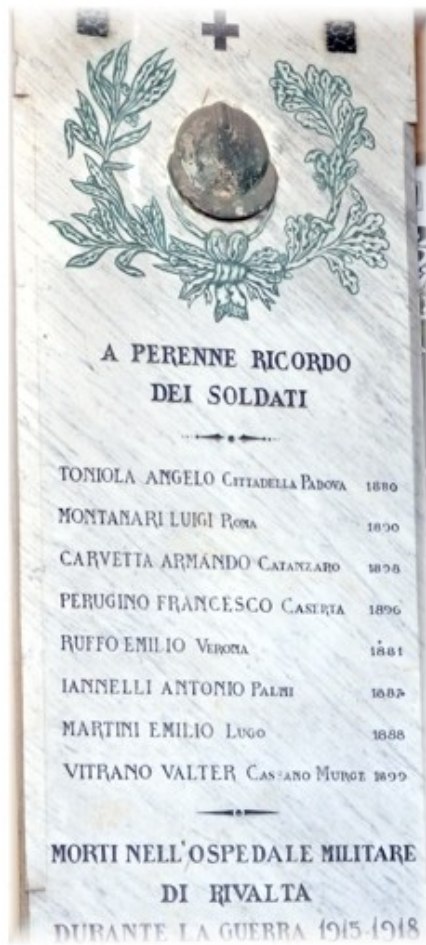 A PERENNE RICORDO
DEI SOLDATI
TONIOLA ANGELO CITTADELLA PADOVA 1880
MONTANARI LUIGI ROMA 1890
CARVETTA ARMANDO CATANZARO 1898
PERUGINO FRANCESCO CASERTA 1896
RUFFO EMILIO VERONA 1881
IANNELLI ANTONIO PALMI
MARTINI EMILIO LUGO 1888
VITRANO VALTER CASSANO MURGE 1899
MORTI NELL'OSPEDALE MILITARE
DI RIVALTA
DURANTE LA GUERRA 1915-1918